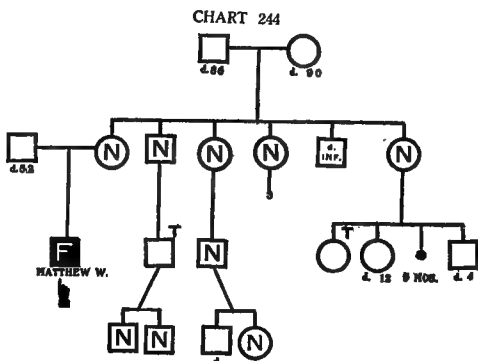 CHART 244
d.86 d. 90
N N N N d. INF. N
d.52
F T N T
MATTHEW W. d. 12 9 MOS. d. 4
N N d. N